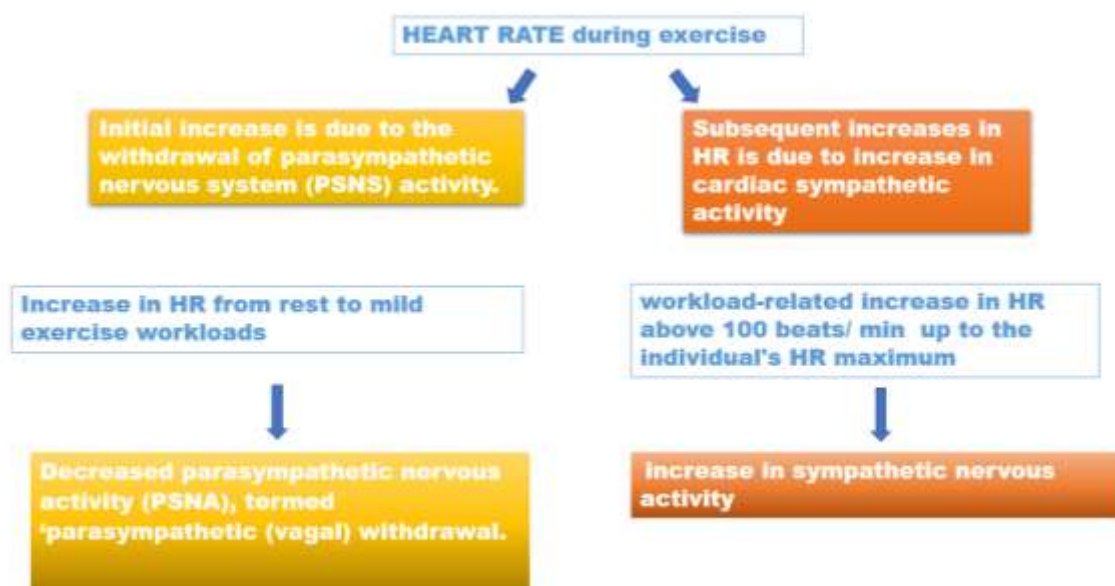 HEART RATE during exercise
Initial increase is due to the
withdrawal of parasympathetic
nervous system (PSNS) activity.
Subsequent increases in
HR is due to increase in
cardiac sympathetic
activity
Increase in HR from rest to mild
exercise workloads
workload-related increase in HR
above 100 beats/ min up to the
individual's HR maximum
Decreased parasympathetic nervous
activity (PSNA), tormed
‘parasympathetic (vagal) withdrawal.
increase in sympathetic nervous
activity